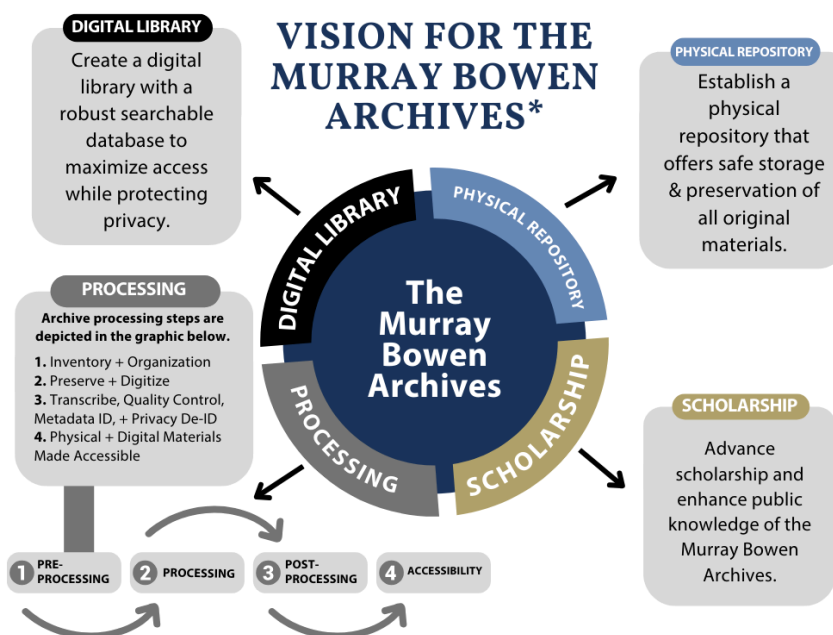 VISION FOR THE
MURRAY BOWEN
ARCHIVES*
DIGITAL LIBRARY
Create a digital
library with a
robust searchable
database to
maximize access
while protecting
privacy.
PHYSICAL REPOSITORY
Establish a
physical
repository that
offers safe storage
& preservation of
all original
materials.
DIGITAL LIBRARY
PHYSICAL REPOSITORY
PROCESSING
SCHOLARSHIP
The
Murray
Bowen
Archives
PROCESSING
Archive processing steps are
depicted in the graphic below.
1. Inventory + Organization
2. Preserve + Digitize
3. Transcribe, Quality Control,
Metadata ID, + Privacy De-ID
4. Physical + Digital Materials
Made Accessible
SCHOLARSHIP
Advance
scholarship and
enhance public
knowledge of the
Murray Bowen
Archives.
1 PRE-
PROCESSING
2 PROCESSING
3 POST-
PROCESSING
4 ACCESSIBILITY